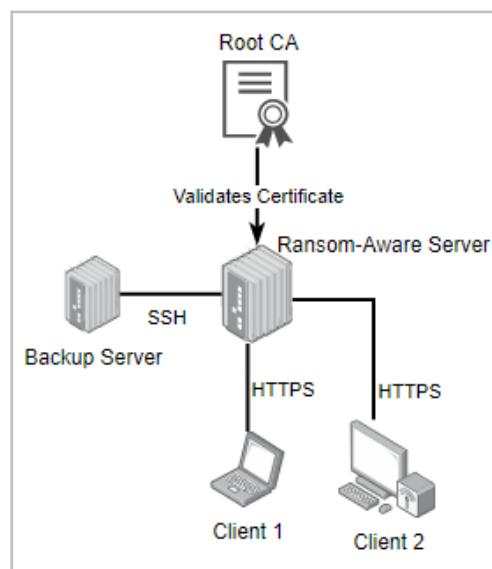 Root CA
Validates Certificate
Ransom-Aware Server
SSH
Backup Server
HTTPS
HTTPS
Client 1
Client 2